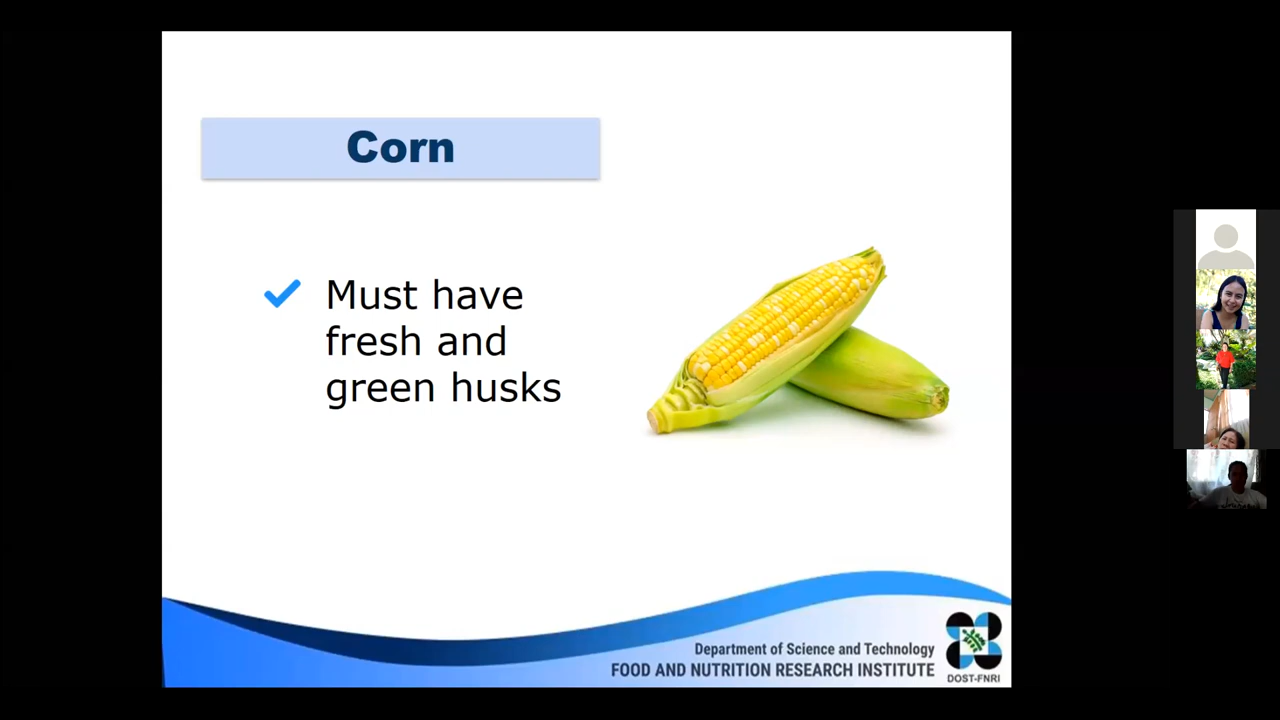 Corn
Must have
fresh and
green husks
Department of Science and Technology
FOOD AND NUTRITION RESEARCH INSTITUTE
DOST-FNRI